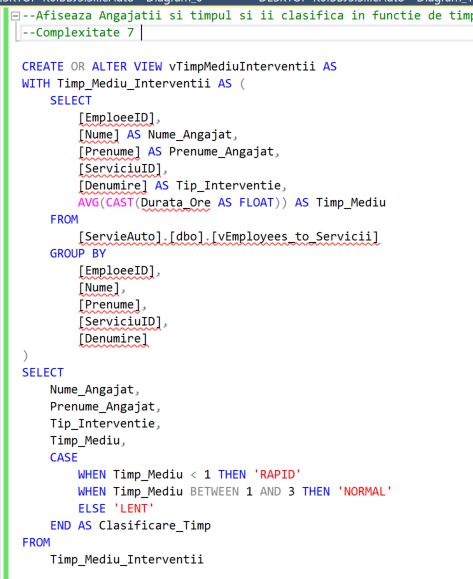 --Afiseaza Angajatii si timpul si ii clasifica in functie de
--Complexitate 7
CREATE OR ALTER VIEW vTimpMediuInterventii AS
WITH Timp_Mediu_Interventii AS (
SELECT
[EmploeeID],
[Nume] AS Nume_Angajat,
[Prenume] AS Prenume_Angajat,
[ServiciuID],
[Denumire] AS Tip_Interventie,
AVG(CAST(Durata_Ore AS FLOAT)) AS Timp_Mediu
FROM
[ServieAuto].[dbo].[vEmployees_to_Servicii]
GROUP BY
[EmploeeID],
[Nume],
[Prenume],
[ServiciuID],
[Denumire]
)
SELECT
Nume_Angajat,
Prenume_Angajat,
Tip_Interventie,
Timp_Mediu,
CASE
WHEN Timp_Mediu < 1 THEN 'RAPID'
WHEN Timp_Mediu BETWEEN 1 AND 3 THEN 'NORMAL'
ELSE 'LENT'
END AS Clasificare_Timp
FROM
Timp_Mediu_Interventii